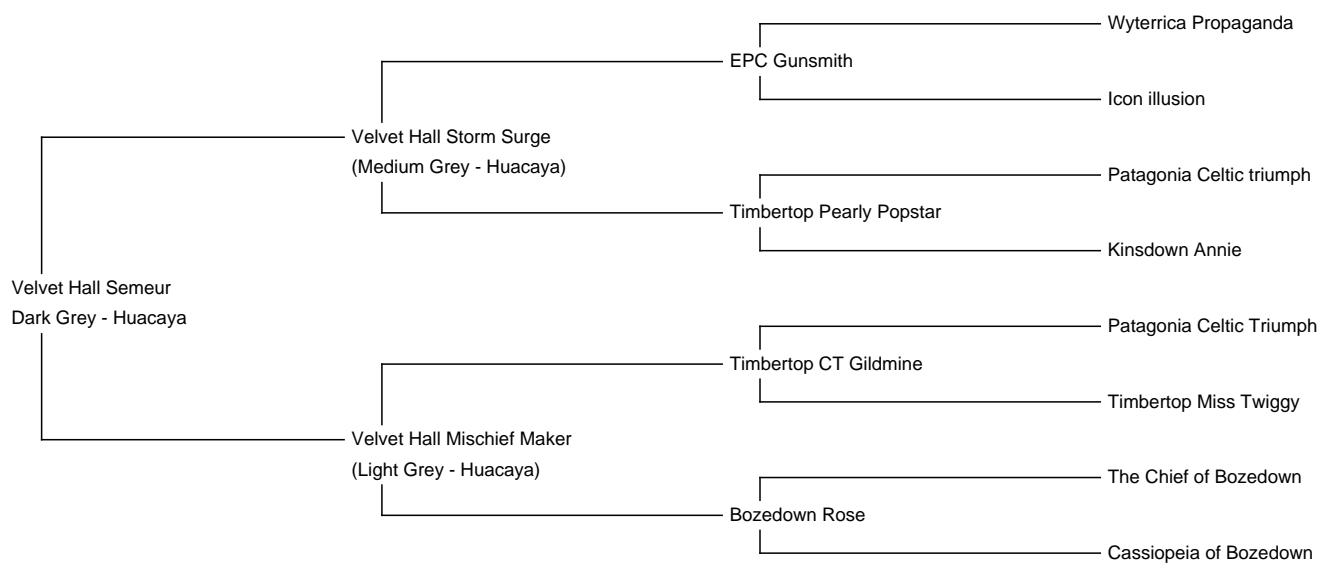 Wyterrica Propaganda
EPC Gunsmith
Icon illusion
Velvet Hall Storm Surge
(Medium Grey - Huacaya)
Patagonia Celtic triumph
Timbertop Pearly Popstar
Kinsdown Annie
Velvet Hall Semeur
Dark Grey - Huacaya
Patagonia Celtic Triumph
Timbertop CT Gildmine
Timbertop Miss Twiggy
Velvet Hall Mischief Maker
(Light Grey - Huacaya)
The Chief of Bozedown
Bozedown Rose
Cassiopeia of Bozedown